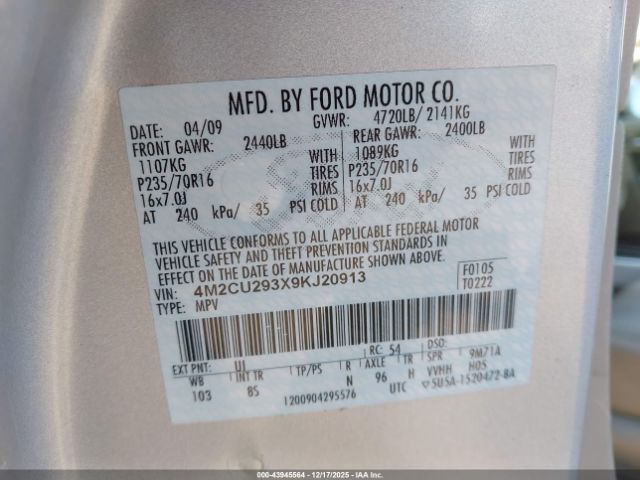 MFD. BY FORD MOTOR CO.
DATE: 04/09 GVWR: 4720LB/ 2141KG
FRONT GAWR: 2440LB REAR GAWR: 2400LB
1107KG WITH 1089KG WITH
P235/70R16 TIRES P235/70R16 TIRES
16x7.0J RIMS 16x7.0J RIMS
AT 240 kPa/ 35 PSI COLD AT 240 kPa/ 35 PSI COLD
THIS VEHICLE CONFORMS TO ALL APPLICABLE FEDERAL MOTOR
VEHICLE SAFETY AND THEFT PREVENTION STANDARDS IN
EFFECT ON THE DATE OF MANUFACTURE SHOWN ABOVE.
VIN: 4M2CU293X9KJ20913 F0105
TYPE: MPV T0222
EXT PNT: UJ RC: 54 DSO:
WB INT TR TP/PS R AXLE TR SPR 9M71A
103 8S N 96 H VVHH H05
1200904295576 UTC ▽5U5A-1520472-BA
000-43945564 - 12/17/2025 - IAAI.COM